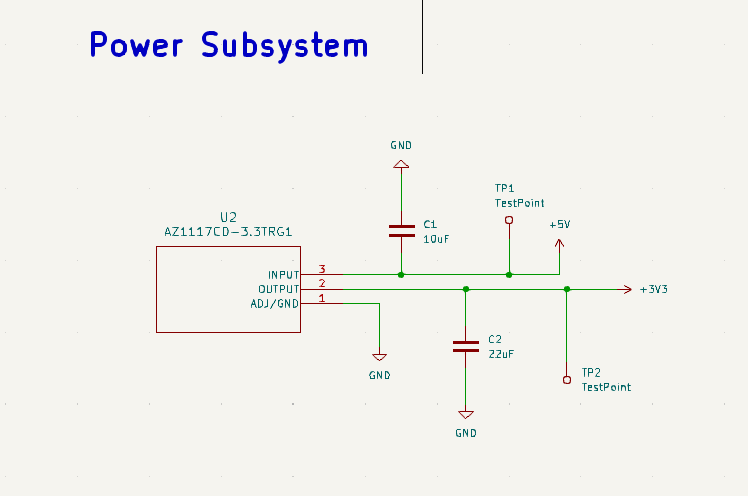 Power Subsystem
GND
TP1
TestPoint
U2
AZ1117CD-3.3TRG1
C1
10uF
+5V
INPUT 3
OUTPUT 2
ADJ/GND 1
+3V3
C2
22uF
GND
TP2
TestPoint
GND